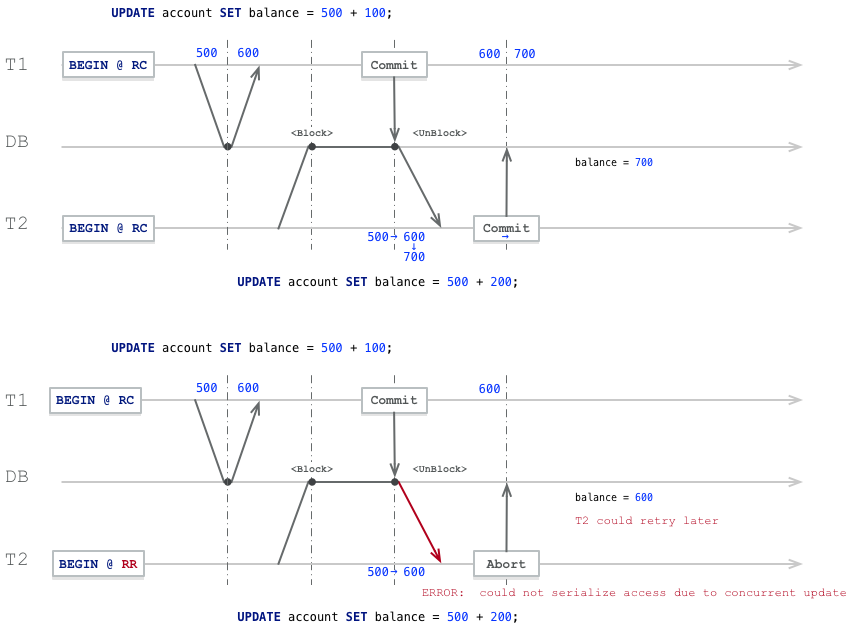 UPDATE account SET balance = 500 + 100;
500 600
600 700
T1
BEGIN @ RC
Commit
<Block>
<UnBlock>
DB
balance = 700
T2
BEGIN @ RC
Commit
500→ 600
→
↓
700
UPDATE account SET balance = 500 + 200;
UPDATE account SET balance = 500 + 100;
500 600
600
T1
BEGIN @ RC
Commit
<Block>
<UnBlock>
DB
balance = 600
T2 could retry later
T2
BEGIN @ RR
Abort
500→ 600
ERROR: could not serialize access due to concurrent update
UPDATE account SET balance = 500 + 200;